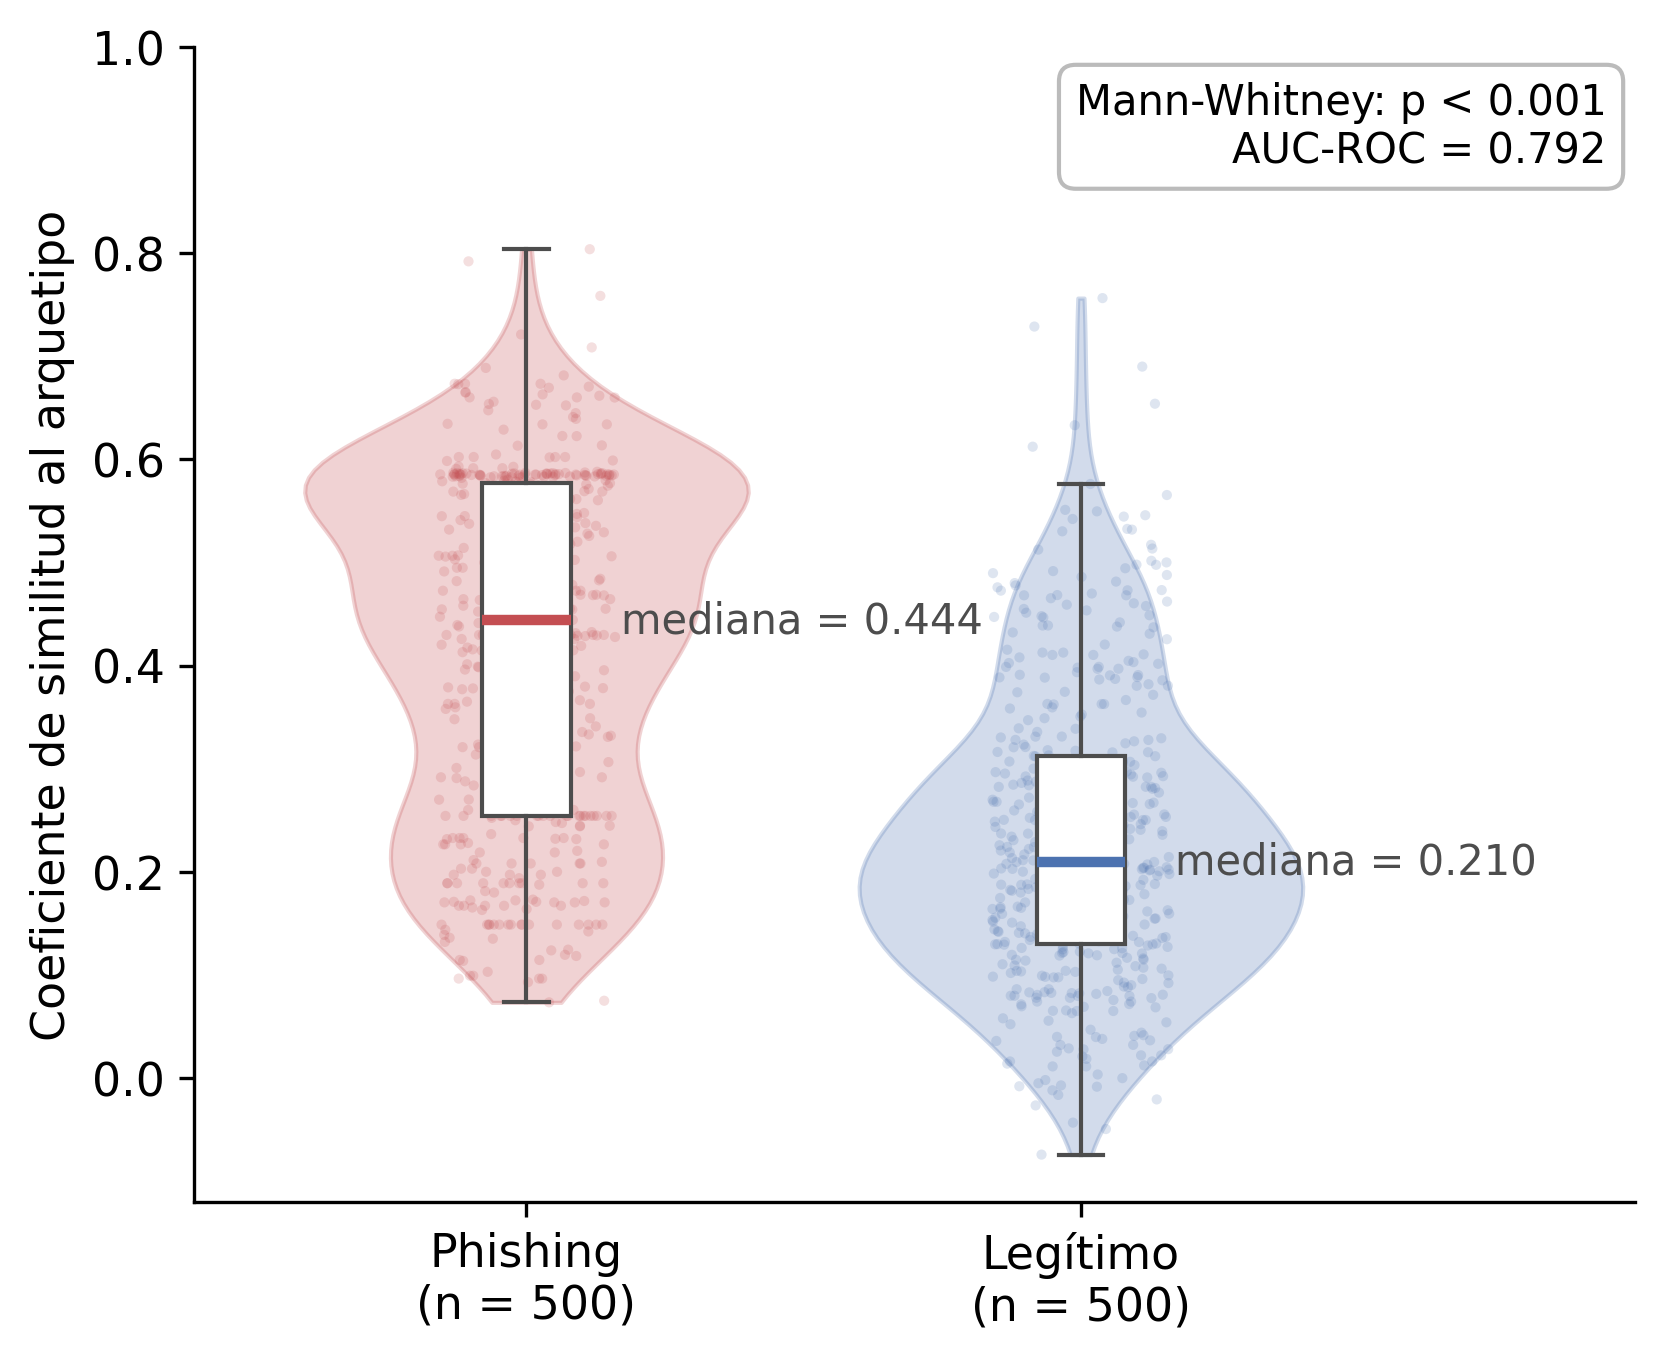 Mann-Whitney: p < 0.001
AUC-ROC = 0.792
Coeficiente de similitud al arquetipo
1.0
0.8
0.6
0.4
0.2
0.0
mediana = 0.444
mediana = 0.210
Phishing
(n = 500)
Legítimo
(n = 500)